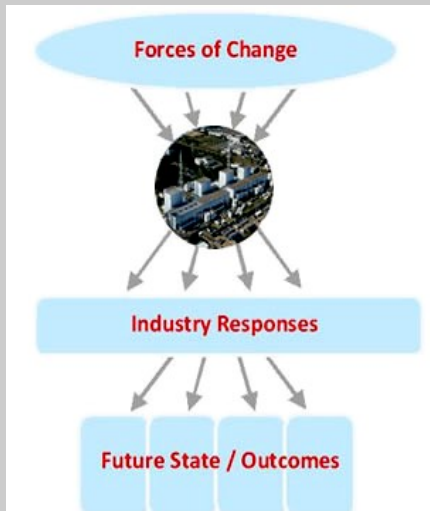 Forces of Change
Industry Responses
Future State / Outcomes